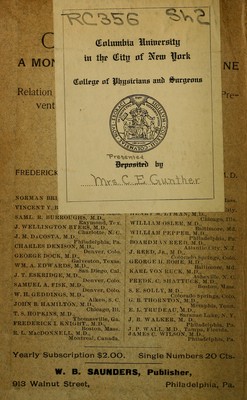 RC356 Sh2
Columbia University
in the City of New York
College of Physicians and Surgeons
Presented
Deposited by
Mrs C. E. Gunther
A MON
NE
Relation
Pre-
vent
FREDERICK
D.
NORMAN BR
VINCENT Y.
SAML. R. BURROUGHS, M.D.,
Raymond, Tex.
J. WELLINGTON BYERS, M.D.,
Charlotte, N.C.
J. M. DaCOSTA, M.D.,
Philadelphia, Pa.
CHARLES DENISON, M.D.,
Denver, Colo.
GEORGE DOCK, M.D.,
Galveston, Texas.
WM. A. EDWARDS, M.D.,
San Diego, Cal.
J. T. ESKRIDGE, M.D.,
Denver, Colo.
SAMUEL A. FISK, M.D.,
Denver, Colo.
W. H. GEDDINGS, M.D.,
Aiken, S. C.
JOHN B. HAMILTON, M.D.,
Chicago, Ill.
T. S. HOPKINS, M.D.,
Thomasville, Ga.
FREDERICK I. KNIGHT, M.D.,
Boston, Mass.
R. L. MacDONNELL, M.D.,
Montreal, Canada.
HENRY M. LYMAN, M.D.,
Chicago, Ill.
WILLIAM OSLER, M.D.,
Baltimore, Md.
WILLIAM PEPPER, M.D.,
Philadelphia, Pa.
BOARDMAN REED, M.D.,
Atlantic City, N.J.
J. REED, Jr., M.D.,
Colorado Springs, Colo.
GEORGE H. ROHÉ, M.D.,
Baltimore, Md.
KARL VON RUCK, M.D.,
Asheville, N.C.
FREDK. C. SHATTUCK, M.D.,
Boston, Mass.
S. E. SOLLY, M.D.,
Colorado Springs, Colo.
G. B. THORNTON, M.D.,
Memphis, Tenn.
E. L. TRUDEAU, M.D.,
Saranac Lake, N.Y.
J. B. WALKER, M.D.,
Philadelphia, Pa.
J. P. WALL, M.D., Tampa, Florida.
JAMES C. WILSON, M.D.,
Philadelphia, Pa.
Yearly Subscription $2.00. Single Numbers 20 Cts.
W. B. SAUNDERS, Publisher,
913 Walnut Street, Philadelphia, Pa.